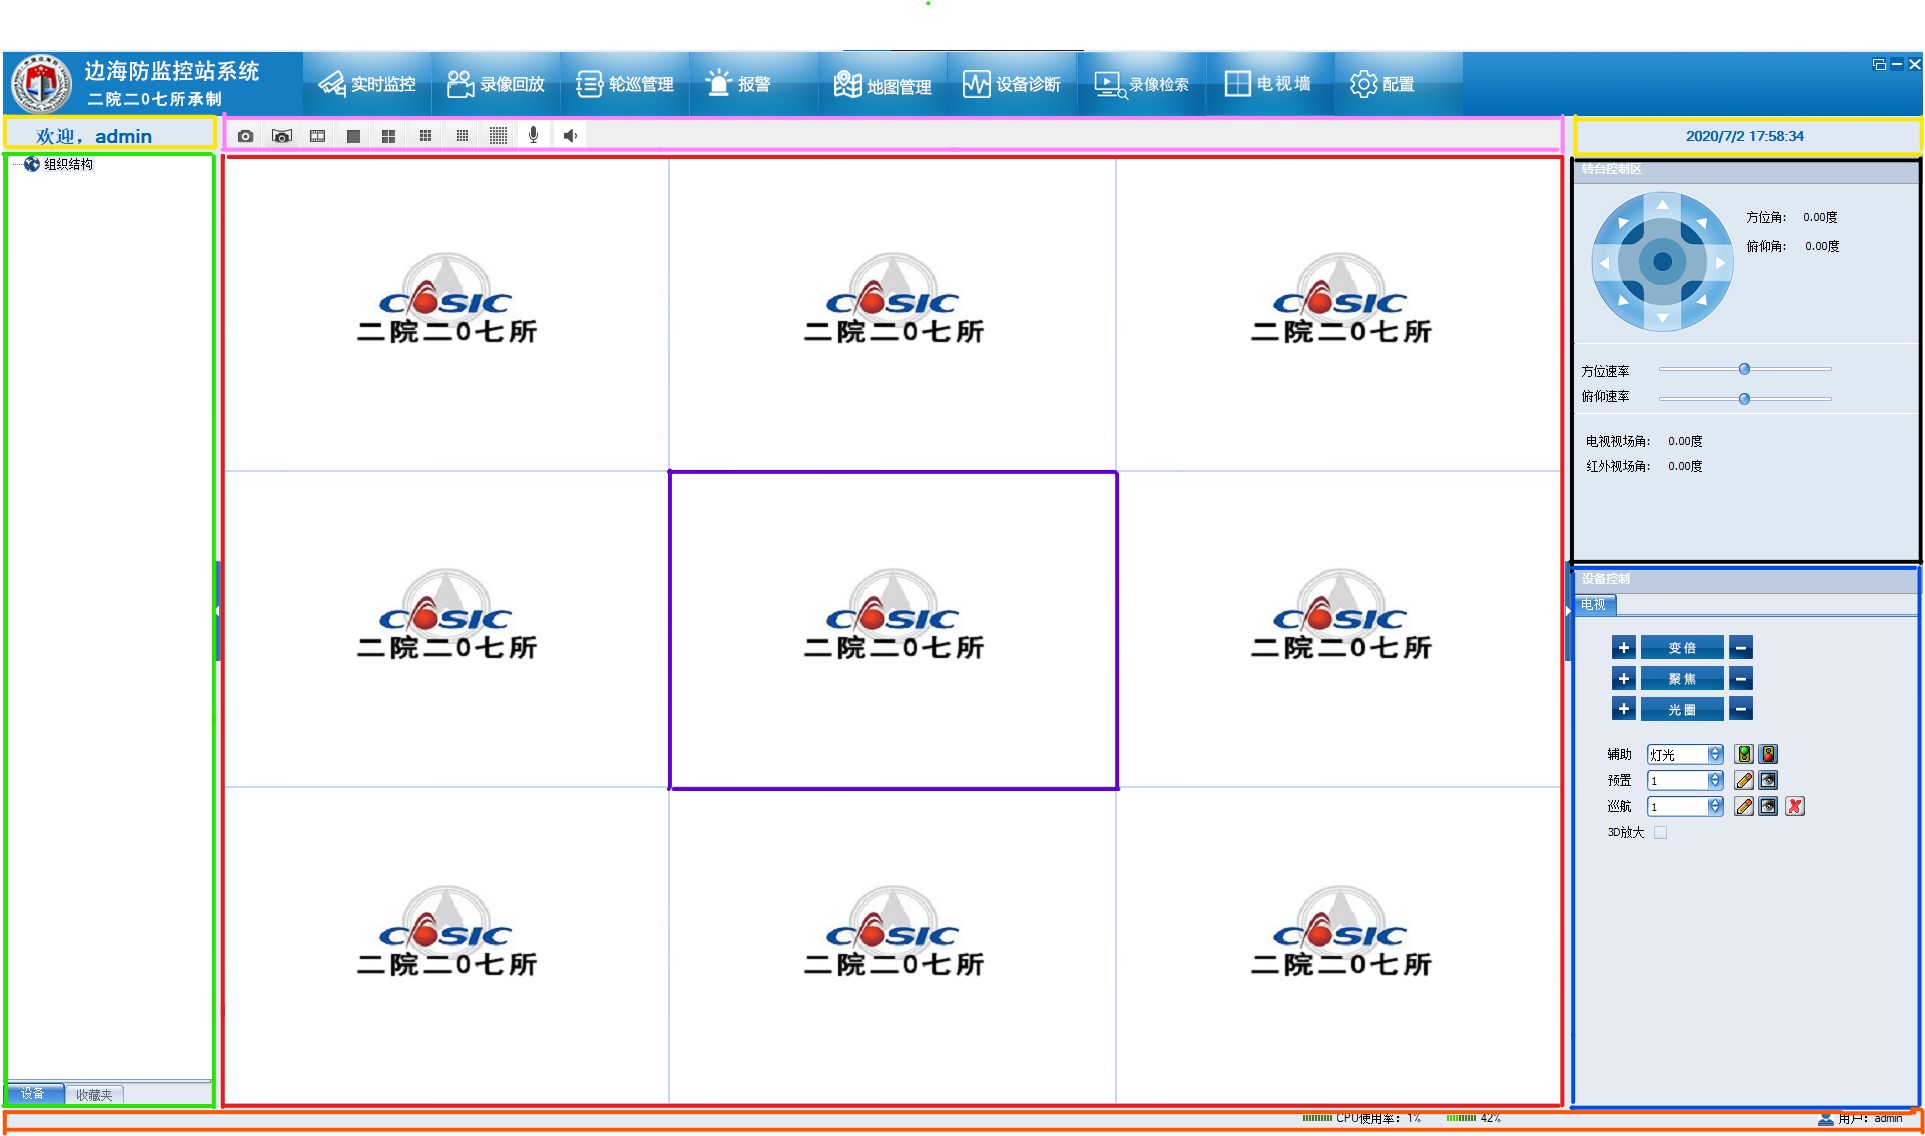 边海防监控站系统
二院二0七所承制
实时监控 录像回放 轮巡管理 报警 地图管理 设备诊断 录像检索 电视墙 配置
欢迎，admin
2020/7/2 17:58:34
组织结构
转台控制区
方位角： 0.00度
俯仰角： 0.00度
COSIC COSIC COSIC
二院二0七所 二院二0七所 二院二0七所
方位速率
俯仰速率
电视视场角： 0.00度
红外视场角： 0.00度
设备控制
电视
COSIC COSIC COSIC
二院二0七所 二院二0七所 二院二0七所
+ 变倍 −
+ 聚焦 −
+ 光圈 −
辅助 灯光
预置 1
巡航 1
3D放大
COSIC COSIC COSIC
二院二0七所 二院二0七所 二院二0七所
设备 收藏夹
CPU使用率：1% 42% 用户：admin